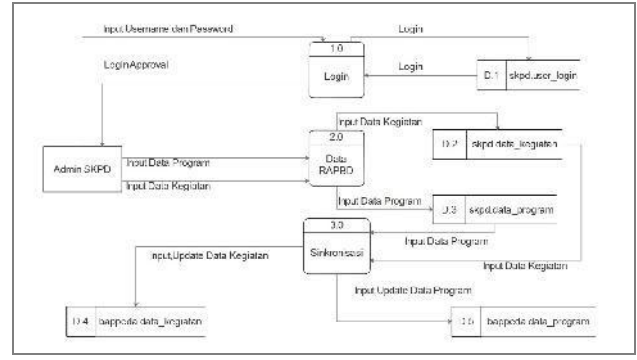 Input Username dan Password
Login
1.0
Login
Login
D.1 skpd.user_login
Login Approval
Input Data Kegiatan
2.0
Data
RAPBD
D.2 skpd.data_kegiatan
Admin SKPD
Input Data Program
Input Data Kegiatan
Input Data Program
D.3 skpd.data_program
3.0
Sinkronisasi
Input Data Program
Input,Update Data Kegiatan
Input Data Kegiatan
Input,Update Data Program
D.4 bappeda.data_kegiatan
D.5 bappeda.data_program